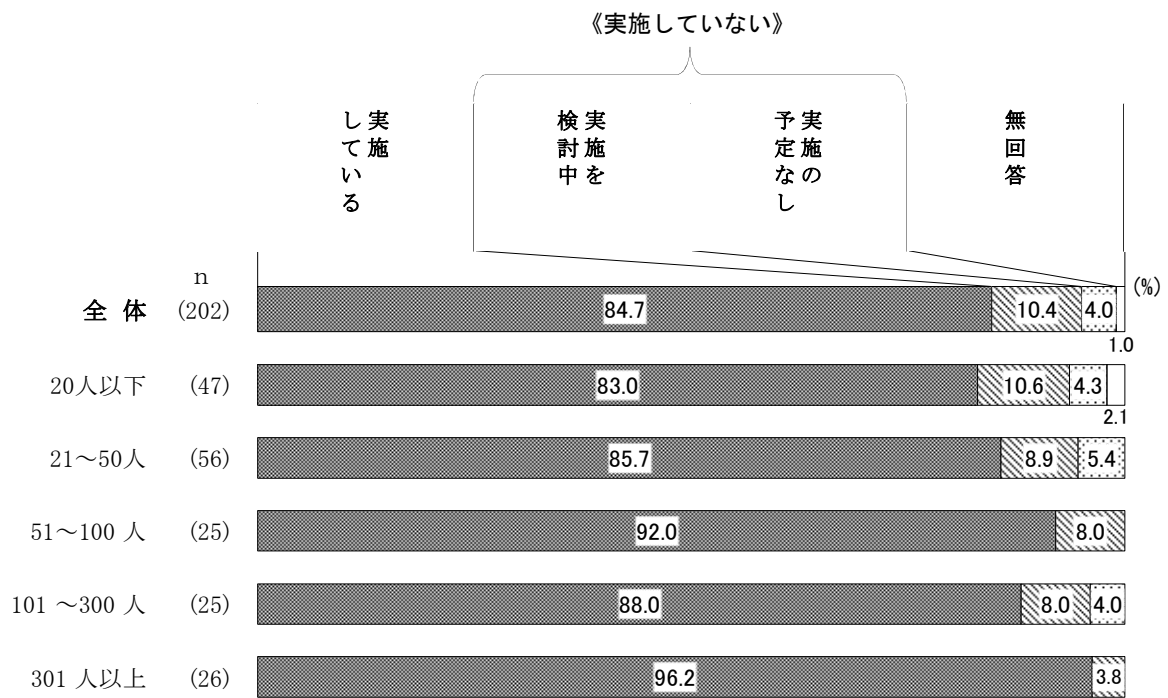 《実施していない》
実施
している
実施を
検討中
実施の
予定なし
無回答
n
(%)
全 体 (202) 84.7 10.4 4.0
1.0
20人以下 (47) 83.0 10.6 4.3
2.1
21～50人 (56) 85.7 8.9 5.4
51～100 人 (25) 92.0 8.0
101 ～300 人 (25) 88.0 8.0 4.0
301 人以上 (26) 96.2 3.8